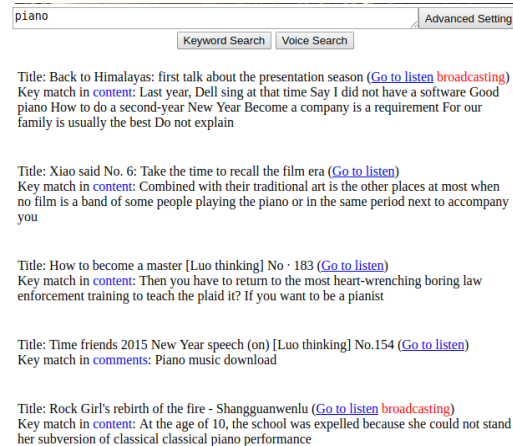 piano
Advanced Setting
Keyword Search Voice Search
Title: Back to Himalayas: first talk about the presentation season (Go to listen broadcasting)
Key match in content: Last year, Dell sing at that time Say I did not have a software Good
piano How to do a second-year New Year Become a company is a requirement For our
family is usually the best Do not explain
Title: Xiao said No. 6: Take the time to recall the film era (Go to listen)
Key match in content: Combined with their traditional art is the other places at most when
no film is a band of some people playing the piano or in the same period next to accompany
you
Title: How to become a master [Luo thinking] No · 183 (Go to listen)
Key match in content: Then you have to return to the most heart-wrenching boring law
enforcement training to teach the plaid it? If you want to be a pianist
Title: Time friends 2015 New Year speech (on) [Luo thinking] No.154 (Go to listen)
Key match in comments: Piano music download
Title: Rock Girl's rebirth of the fire - Shangguanwenlu (Go to listen broadcasting)
Key match in content: At the age of 10, the school was expelled because she could not stand
her subversion of classical classical piano performance